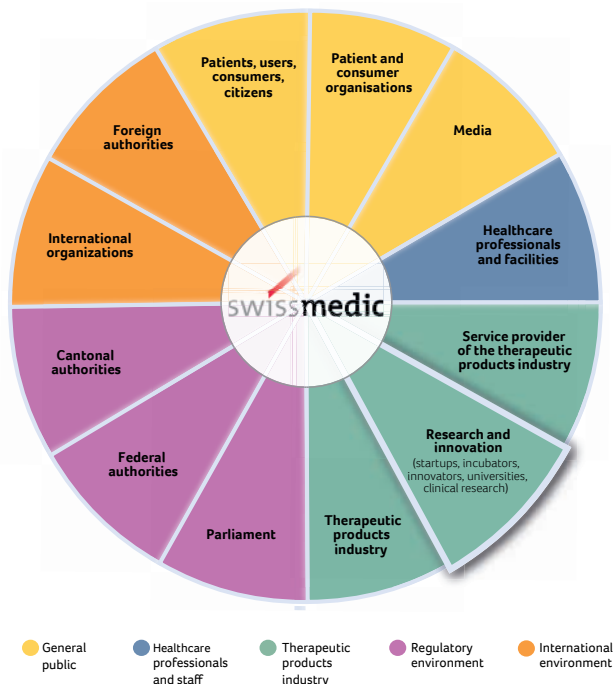 Patients, users,
consumers,
citizens
Patient and
consumer
organisations
Media
Healthcare
professionals
and facilities
Service provider
of the therapeutic
products industry
Research and
innovation
(startups, incubators,
innovators, universities,
clinical research)
Therapeutic
products
industry
Parliament
Federal
authorities
Cantonal
authorities
International
organizations
Foreign
authorities
swissmedic
General
public
Healthcare
professionals
and staff
Therapeutic
products
industry
Regulatory
environment
International
environment